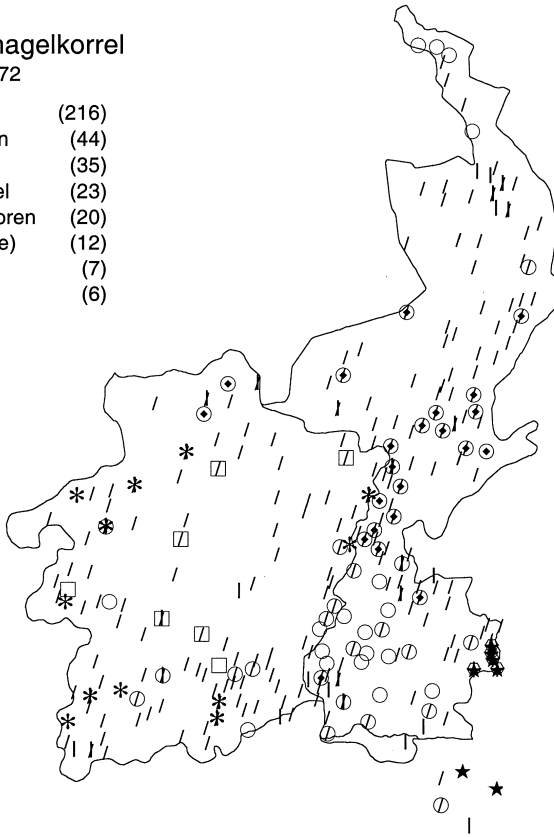 nagelkorrel
72
(216)
n (44)
(35)
el (23)
oren (20)
e) (12)
(7)
(6)